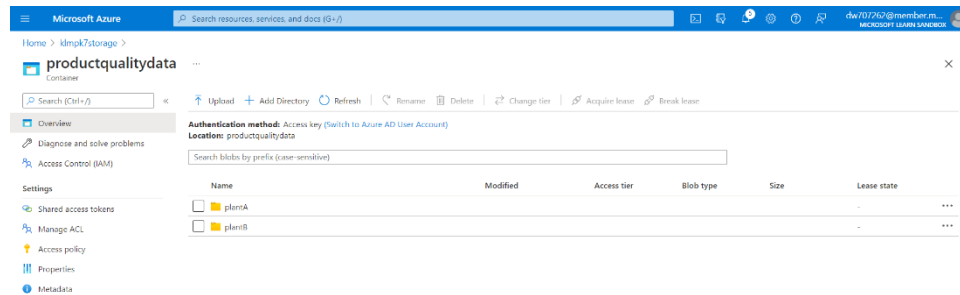 Microsoft Azure
Search resources, services, and docs (G+/)
dw707262@member.m...
MICROSOFT LEARN SANDBOX
Home > ldmpk7storage >
productqualitydata ...
Container
Search (Ctrl+/)
Upload Add Directory Refresh Rename Delete Change tier Acquire lease Break lease
Overview
Diagnose and solve problems
Access Control (IAM)
Settings
Shared access tokens
Manage ACL
Access policy
Properties
Metadata
Authentication method: Access key (Switch to Azure AD User Account)
Location: productqualitydata
Search blobs by prefix (case-sensitive)
Name Modified Access tier Blob type Size Lease state
plantA - ...
plantB - ...